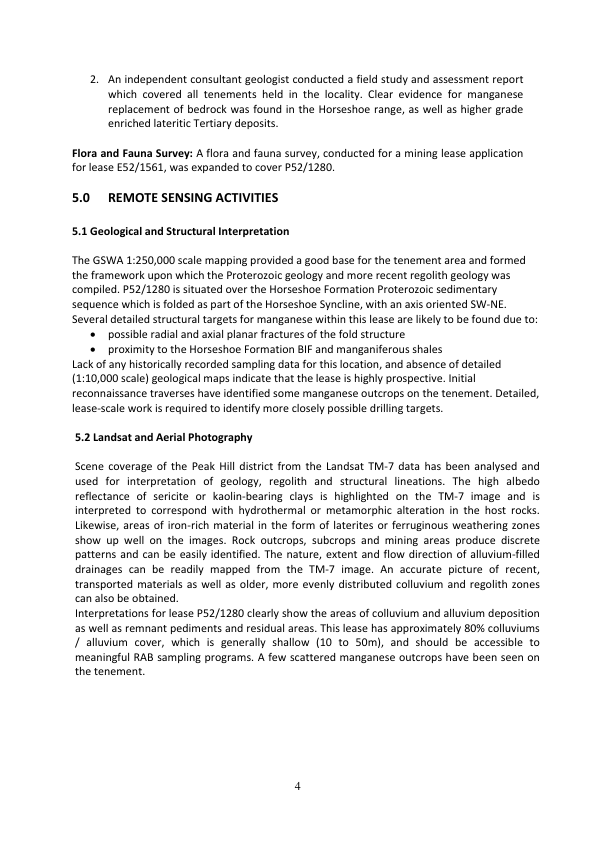 2. An independent consultant geologist conducted a field study and assessment report
which covered all tenements held in the locality. Clear evidence for manganese
replacement of bedrock was found in the Horseshoe range, as well as higher grade
enriched lateritic Tertiary deposits.
Flora and Fauna Survey: A flora and fauna survey, conducted for a mining lease application
for lease E52/1561, was expanded to cover P52/1280.
5.0 REMOTE SENSING ACTIVITIES
5.1 Geological and Structural Interpretation
The GSWA 1:250,000 scale mapping provided a good base for the tenement area and formed
the framework upon which the Proterozoic geology and more recent regolith geology was
compiled. P52/1280 is situated over the Horseshoe Formation Proterozoic sedimentary
sequence which is folded as part of the Horseshoe Syncline, with an axis oriented SW-NE.
Several detailed structural targets for manganese within this lease are likely to be found due to:
• possible radial and axial planar fractures of the fold structure
• proximity to the Horseshoe Formation BIF and manganiferous shales
Lack of any historically recorded sampling data for this location, and absence of detailed
(1:10,000 scale) geological maps indicate that the lease is highly prospective. Initial
reconnaissance traverses have identified some manganese outcrops on the tenement. Detailed,
lease-scale work is required to identify more closely possible drilling targets.
5.2 Landsat and Aerial Photography
Scene coverage of the Peak Hill district from the Landsat TM-7 data has been analysed and
used for interpretation of geology, regolith and structural lineations. The high albedo
reflectance of sericite or kaolin-bearing clays is highlighted on the TM-7 image and is
interpreted to correspond with hydrothermal or metamorphic alteration in the host rocks.
Likewise, areas of iron-rich material in the form of laterites or ferruginous weathering zones
show up well on the images. Rock outcrops, subcrops and mining areas produce discrete
patterns and can be easily identified. The nature, extent and flow direction of alluvium-filled
drainages can be readily mapped from the TM-7 image. An accurate picture of recent,
transported materials as well as older, more evenly distributed colluvium and regolith zones
can also be obtained.
Interpretations for lease P52/1280 clearly show the areas of colluvium and alluvium deposition
as well as remnant pediments and residual areas. This lease has approximately 80% colluviums
/ alluvium cover, which is generally shallow (10 to 50m), and should be accessible to
meaningful RAB sampling programs. A few scattered manganese outcrops have been seen on
the tenement.
4